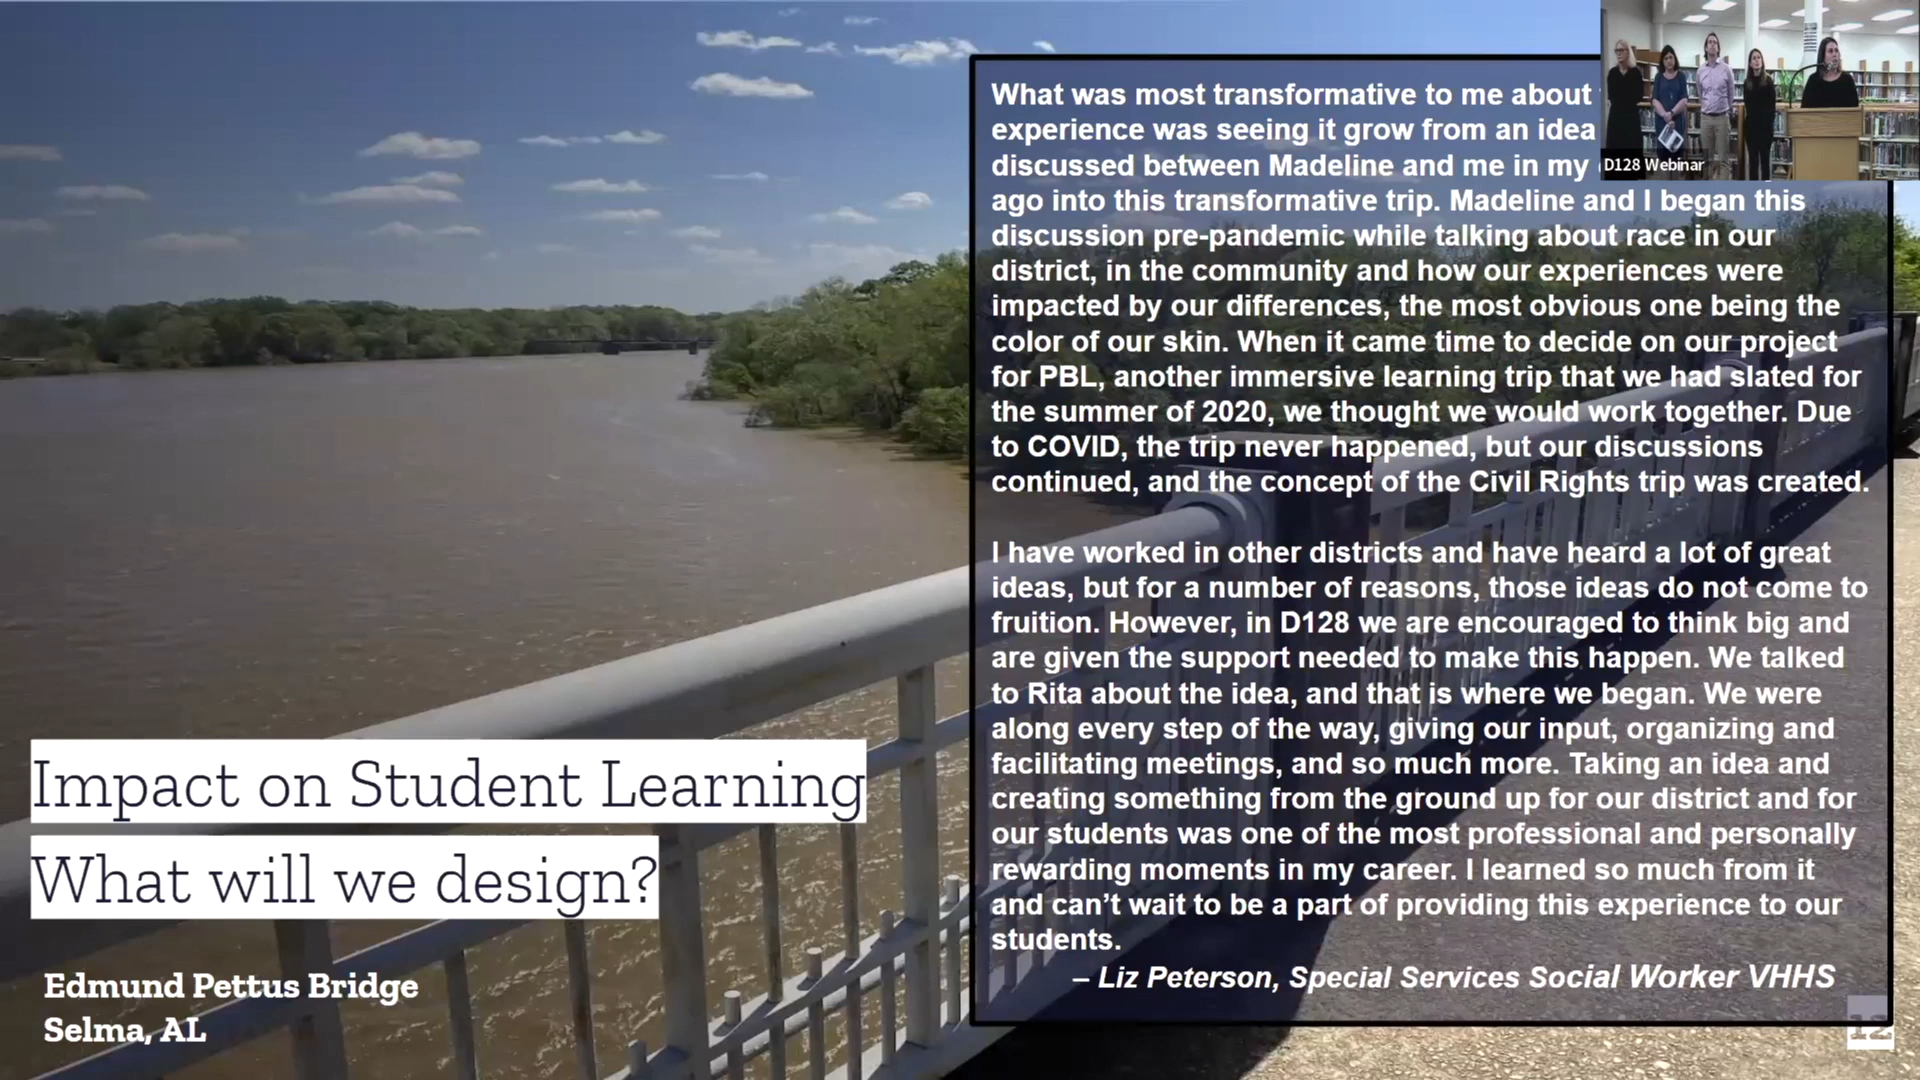 What was most transformative to me about
experience was seeing it grow from an idea
discussed between Madeline and me in my
ago into this transformative trip. Madeline and I began this
discussion pre-pandemic while talking about race in our
district, in the community and how our experiences were
impacted by our differences, the most obvious one being the
color of our skin. When it came time to decide on our project
for PBL, another immersive learning trip that we had slated for
the summer of 2020, we thought we would work together. Due
to COVID, the trip never happened, but our discussions
continued, and the concept of the Civil Rights trip was created.
I have worked in other districts and have heard a lot of great
ideas, but for a number of reasons, those ideas do not come to
fruition. However, in D128 we are encouraged to think big and
are given the support needed to make this happen. We talked
to Rita about the idea, and that is where we began. We were
along every step of the way, giving our input, organizing and
facilitating meetings, and so much more. Taking an idea and
creating something from the ground up for our district and for
our students was one of the most professional and personally
rewarding moments in my career. I learned so much from it
and can’t wait to be a part of providing this experience to our
students.
– Liz Peterson, Special Services Social Worker VHHS
D128 Webinar
Impact on Student Learning
What will we design?
Edmund Pettus Bridge
Selma, AL
12